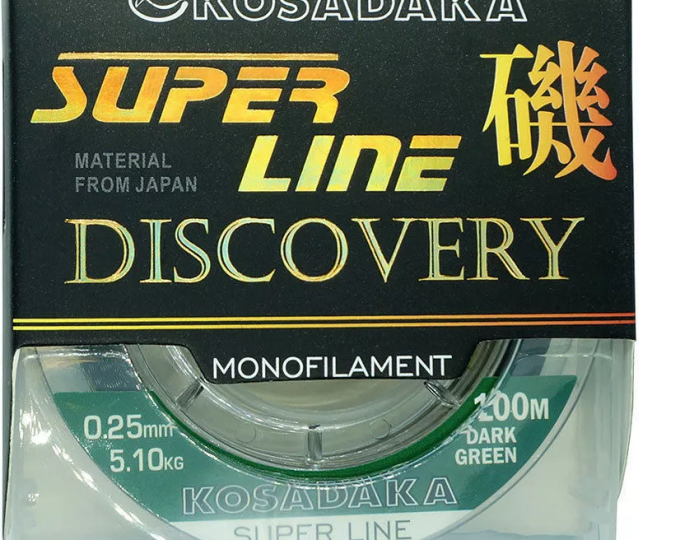 KOSADAKA
SUPER 磯
LINE
MATERIAL
FROM JAPAN
DISCOVERY
MONOFILAMENT
0.25mm
5.10KG
100M
DARK
GREEN
KOSADAKA
SUPER LINE